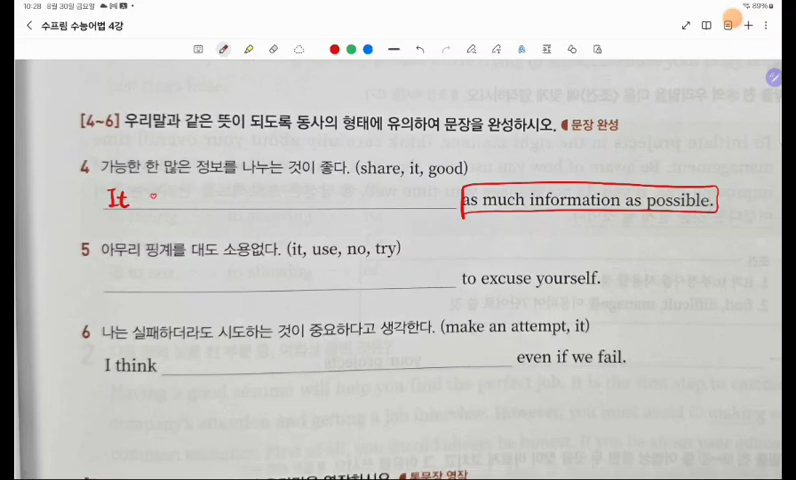 10:28 8월 30일 금요일
89%
수프림 수능어법 4강
[4~6] 우리말과 같은 뜻이 되도록 동사의 형태에 유의하여 문장을 완성하시오. 문장 완성
4 가능한 한 많은 정보를 나누는 것이 좋다. (share, it, good)
It as much information as possible.
5 아무리 핑계를 대도 소용없다. (it, use, no, try)
to excuse yourself.
6 나는 실패하더라도 시도하는 것이 중요하다고 생각한다. (make an attempt, it)
I think even if we fail.